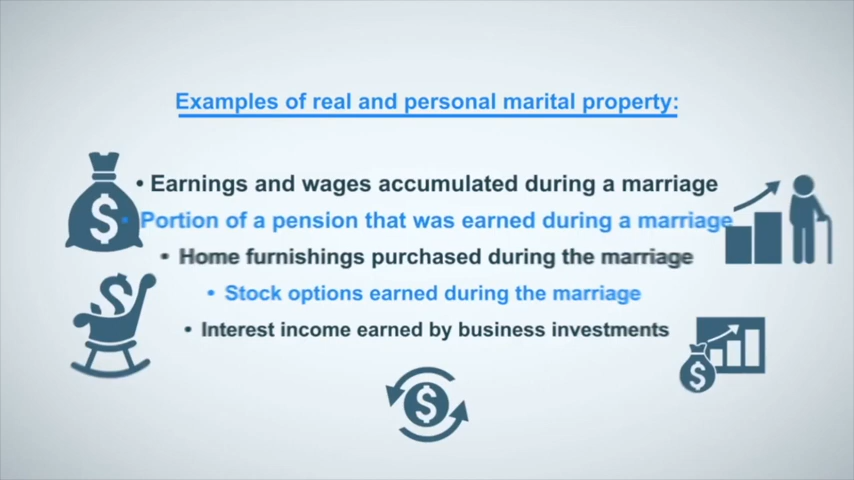 Examples of real and personal marital property:
• Earnings and wages accumulated during a marriage
• Portion of a pension that was earned during a marriage
• Home furnishings purchased during the marriage
• Stock options earned during the marriage
• Interest income earned by business investments
$
$
$
$